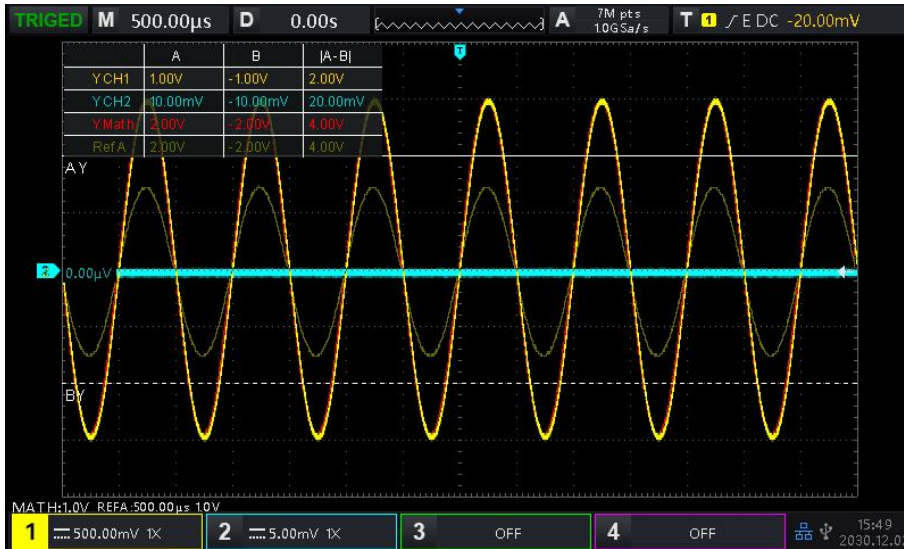 TRIGED M 500.00µs D 0.00s A 7M pts 1.0GSa/s T 1 E DC -20.00mV
T
A B |A-B|
Y CH1 1.00V -1.00V 2.00V
Y CH2 10.00mV -10.00mV 20.00mV
Y Math 2.00V -2.00V 4.00V
Ref A 2.00V -2.00V 4.00V
AY
0.00µV
BY
MATH:1.0V REFA:500.00µs 1.0V
1 500.00mV 1X 2 5.00mV 1X 3 OFF 4 OFF 15:49